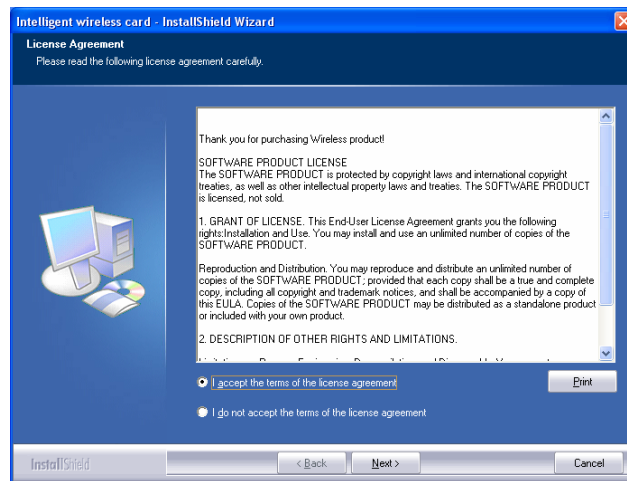 Intelligent wireless card - InstallShield Wizard
License Agreement
Please read the following license agreement carefully.
Thank you for purchasing Wireless product!
SOFTWARE PRODUCT LICENSE
The SOFTWARE PRODUCT is protected by copyright laws and international copyright
treaties, as well as other intellectual property laws and treaties. The SOFTWARE PRODUCT
is licensed, not sold.
1. GRANT OF LICENSE. This End-User License Agreement grants you the following
rights:Installation and Use. You may install and use an unlimited number of copies of the
SOFTWARE PRODUCT.
Reproduction and Distribution. You may reproduce and distribute an unlimited number of
copies of the SOFTWARE PRODUCT; provided that each copy shall be a true and complete
copy, including all copyright and trademark notices, and shall be accompanied by a copy of
this EULA. Copies of the SOFTWARE PRODUCT may be distributed as a standalone product
or included with your own product.
2. DESCRIPTION OF OTHER RIGHTS AND LIMITATIONS.
I accept the terms of the license agreement
Print
I do not accept the terms of the license agreement
InstallShield
< Back
Next >
Cancel